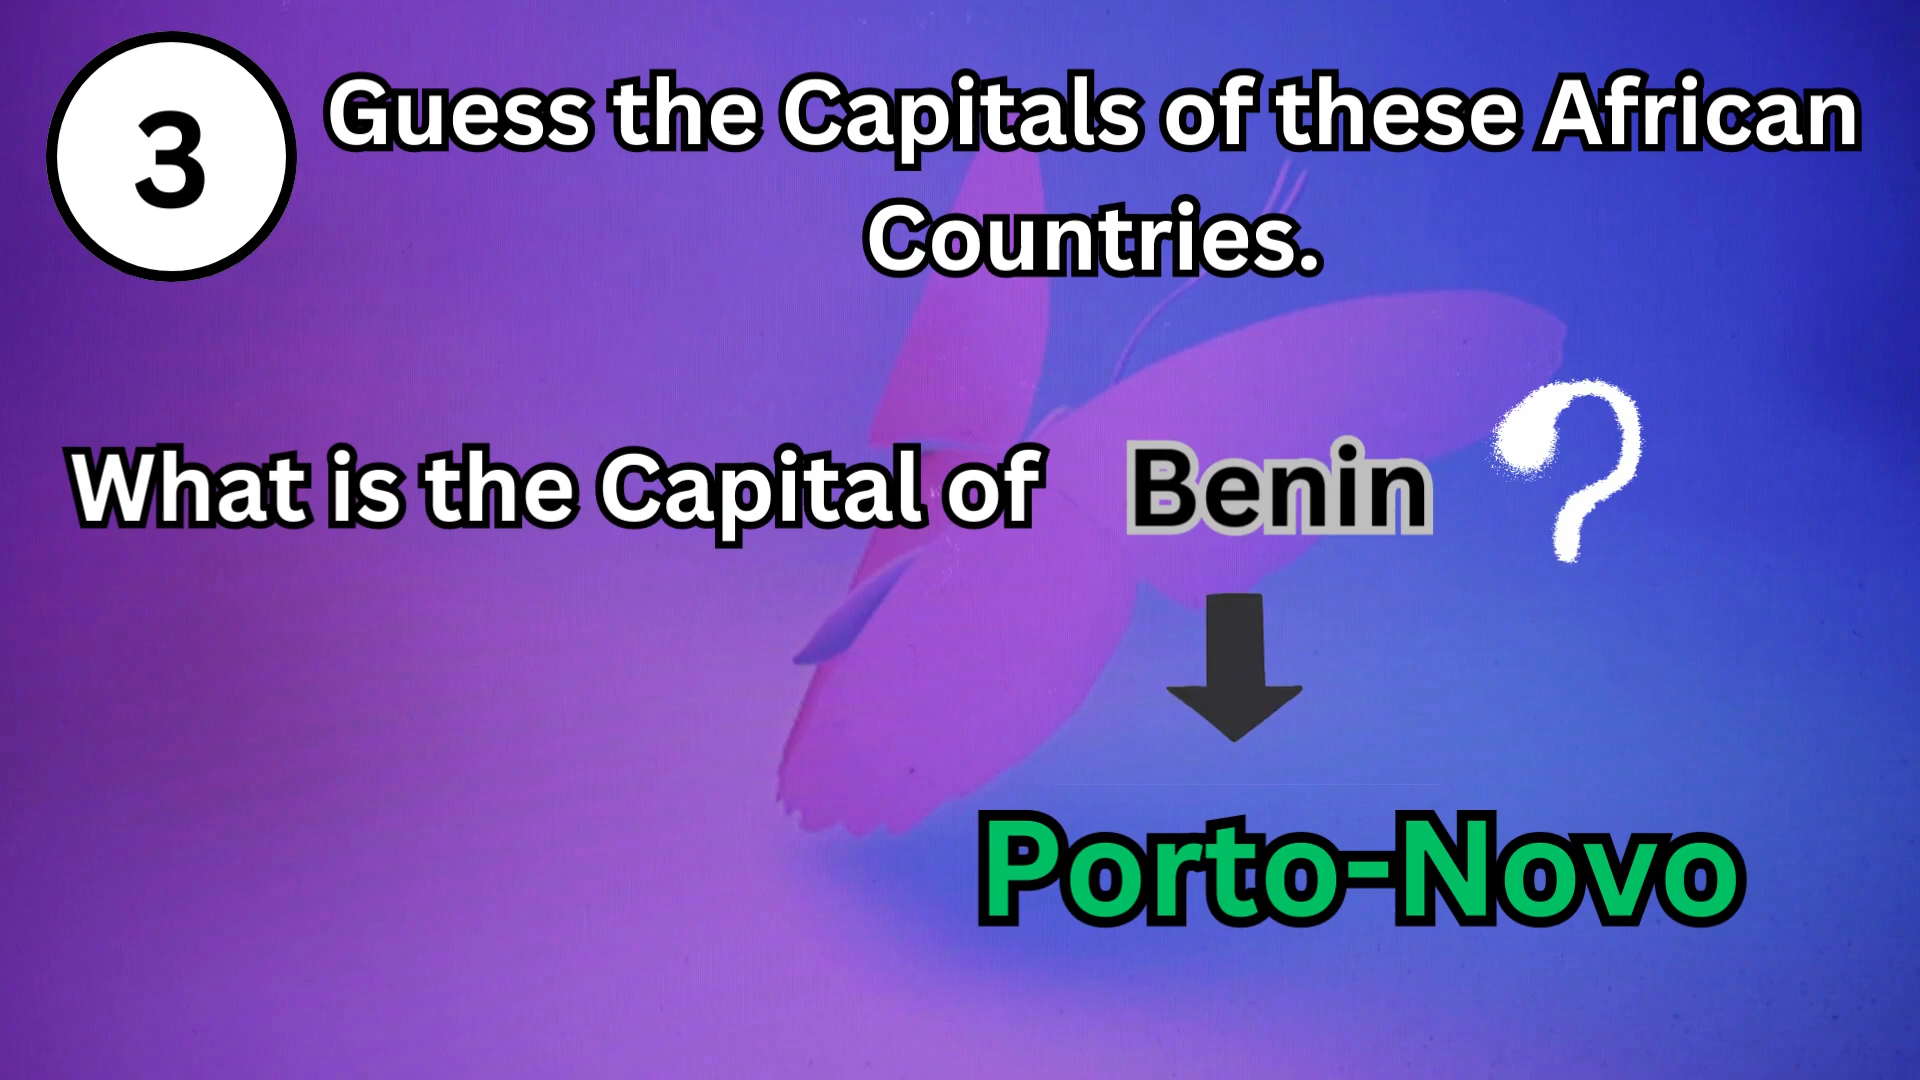 3
Guess the Capitals of these African
Countries.
What is the Capital of Benin ?
Porto-Novo